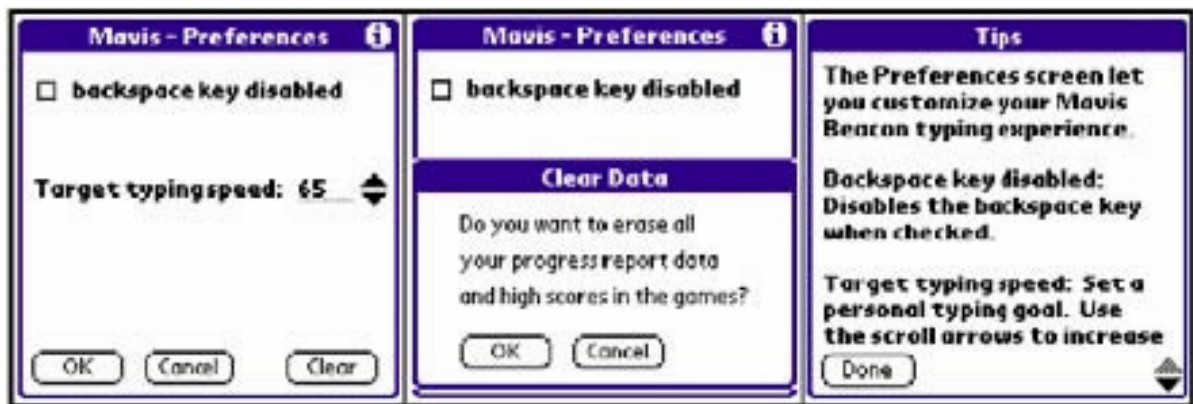 Mavis - Preferences
backspace key disabled
Target typing speed: 65
OK Cancel Clear
Mavis - Preferences
backspace key disabled
Clear Data
Do you want to erase all
your progress report data
and high scores in the games?
OK Cancel
Tips
The Preferences screen let
you customize your Mavis
Beacon typing experience.
Backspace key disabled:
Disables the backspace key
when checked.
Target typing speed: Set a
personal typing goal. Use
the scroll arrows to increase
Done